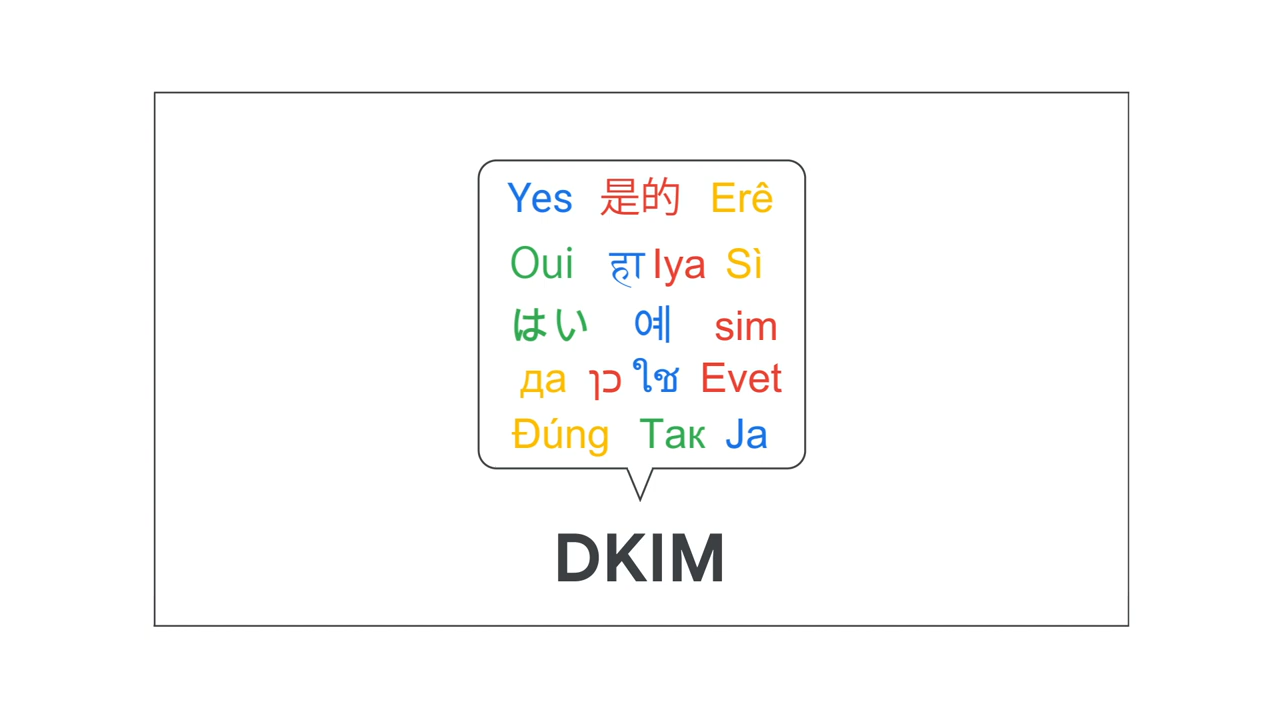 Yes 是的 Erê
Oui हा Iya Sì
はい 예 sim
да כן ใช Evet
Đúng Так Ja
DKIM